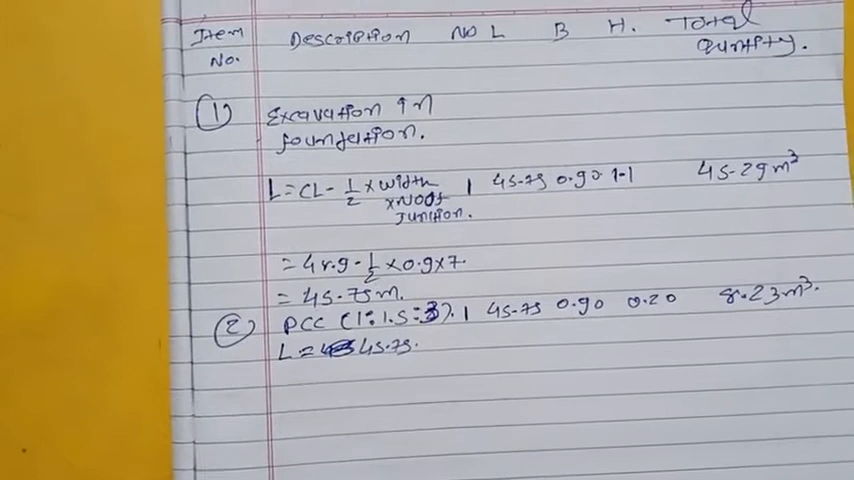 Item Description No L B H. Total
No. Quntity.
① Excavation in
foundation.
L = CL - 1/2 x width 1 45.75 0.90 1.1 45.29 m³
x No of
Juntion.
= 48.9 - 1/2 x 0.9 x 7.
= 45.75 m.
② PCC (1:1.5:3). 1 45.75 0.90 0.20 8.23 m³.
L = 45.75.